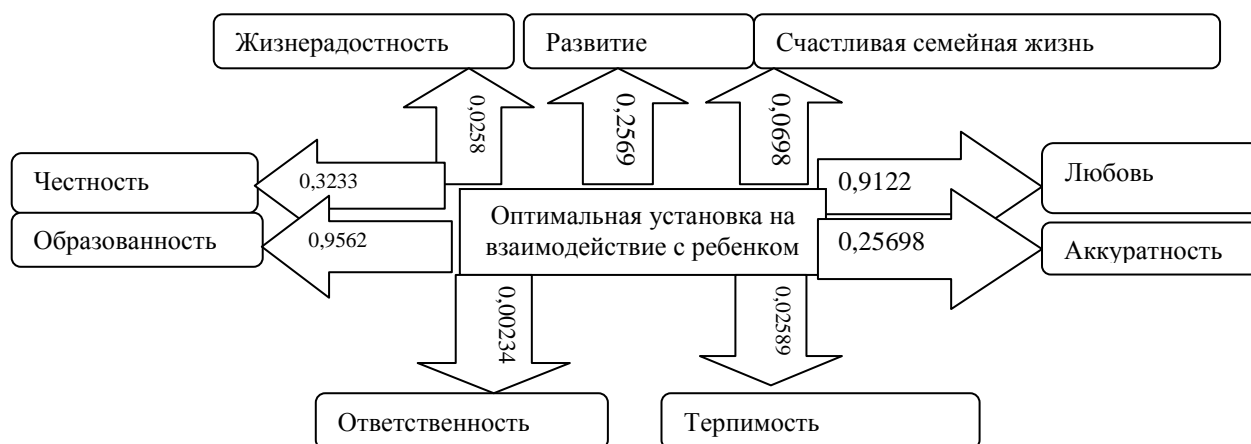 Жизнерадостность
Развитие
Счастливая семейная жизнь
0,0258
0,2569
0,0698
Честность
0,3233
0,9122
Любовь
Образованность
0,9562
Оптимальная установка на
взаимодействие с ребенком
0,25698
Аккуратность
0,00234
0,02589
Ответственность
Терпимость